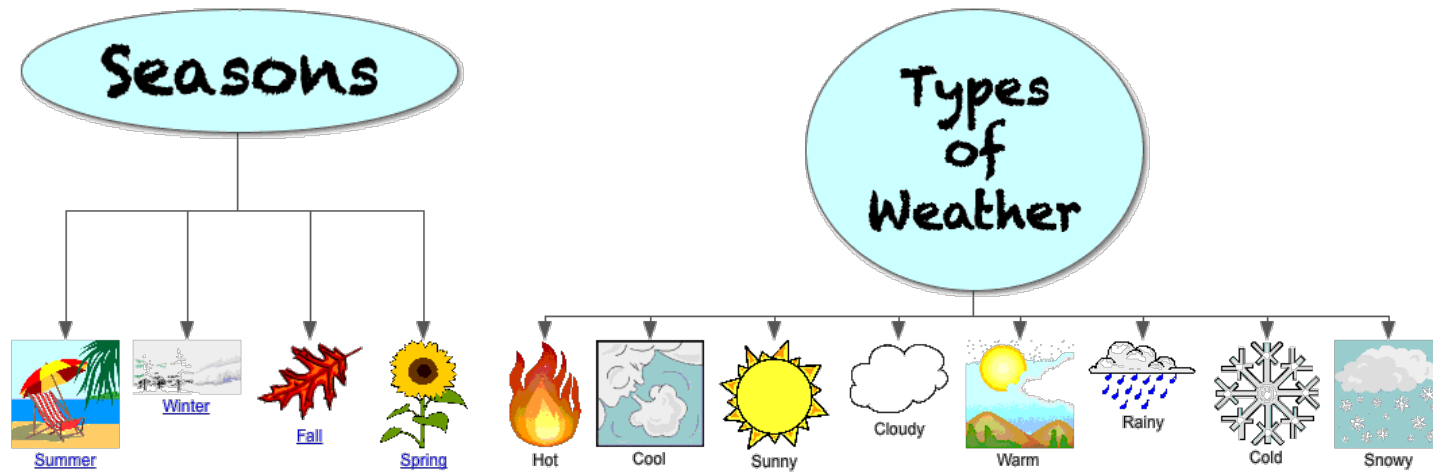 Seasons
Types
of
Weather
Summer
Winter
Fall
Spring
Hot
Cool
Sunny
Cloudy
Warm
Rainy
Cold
Snowy